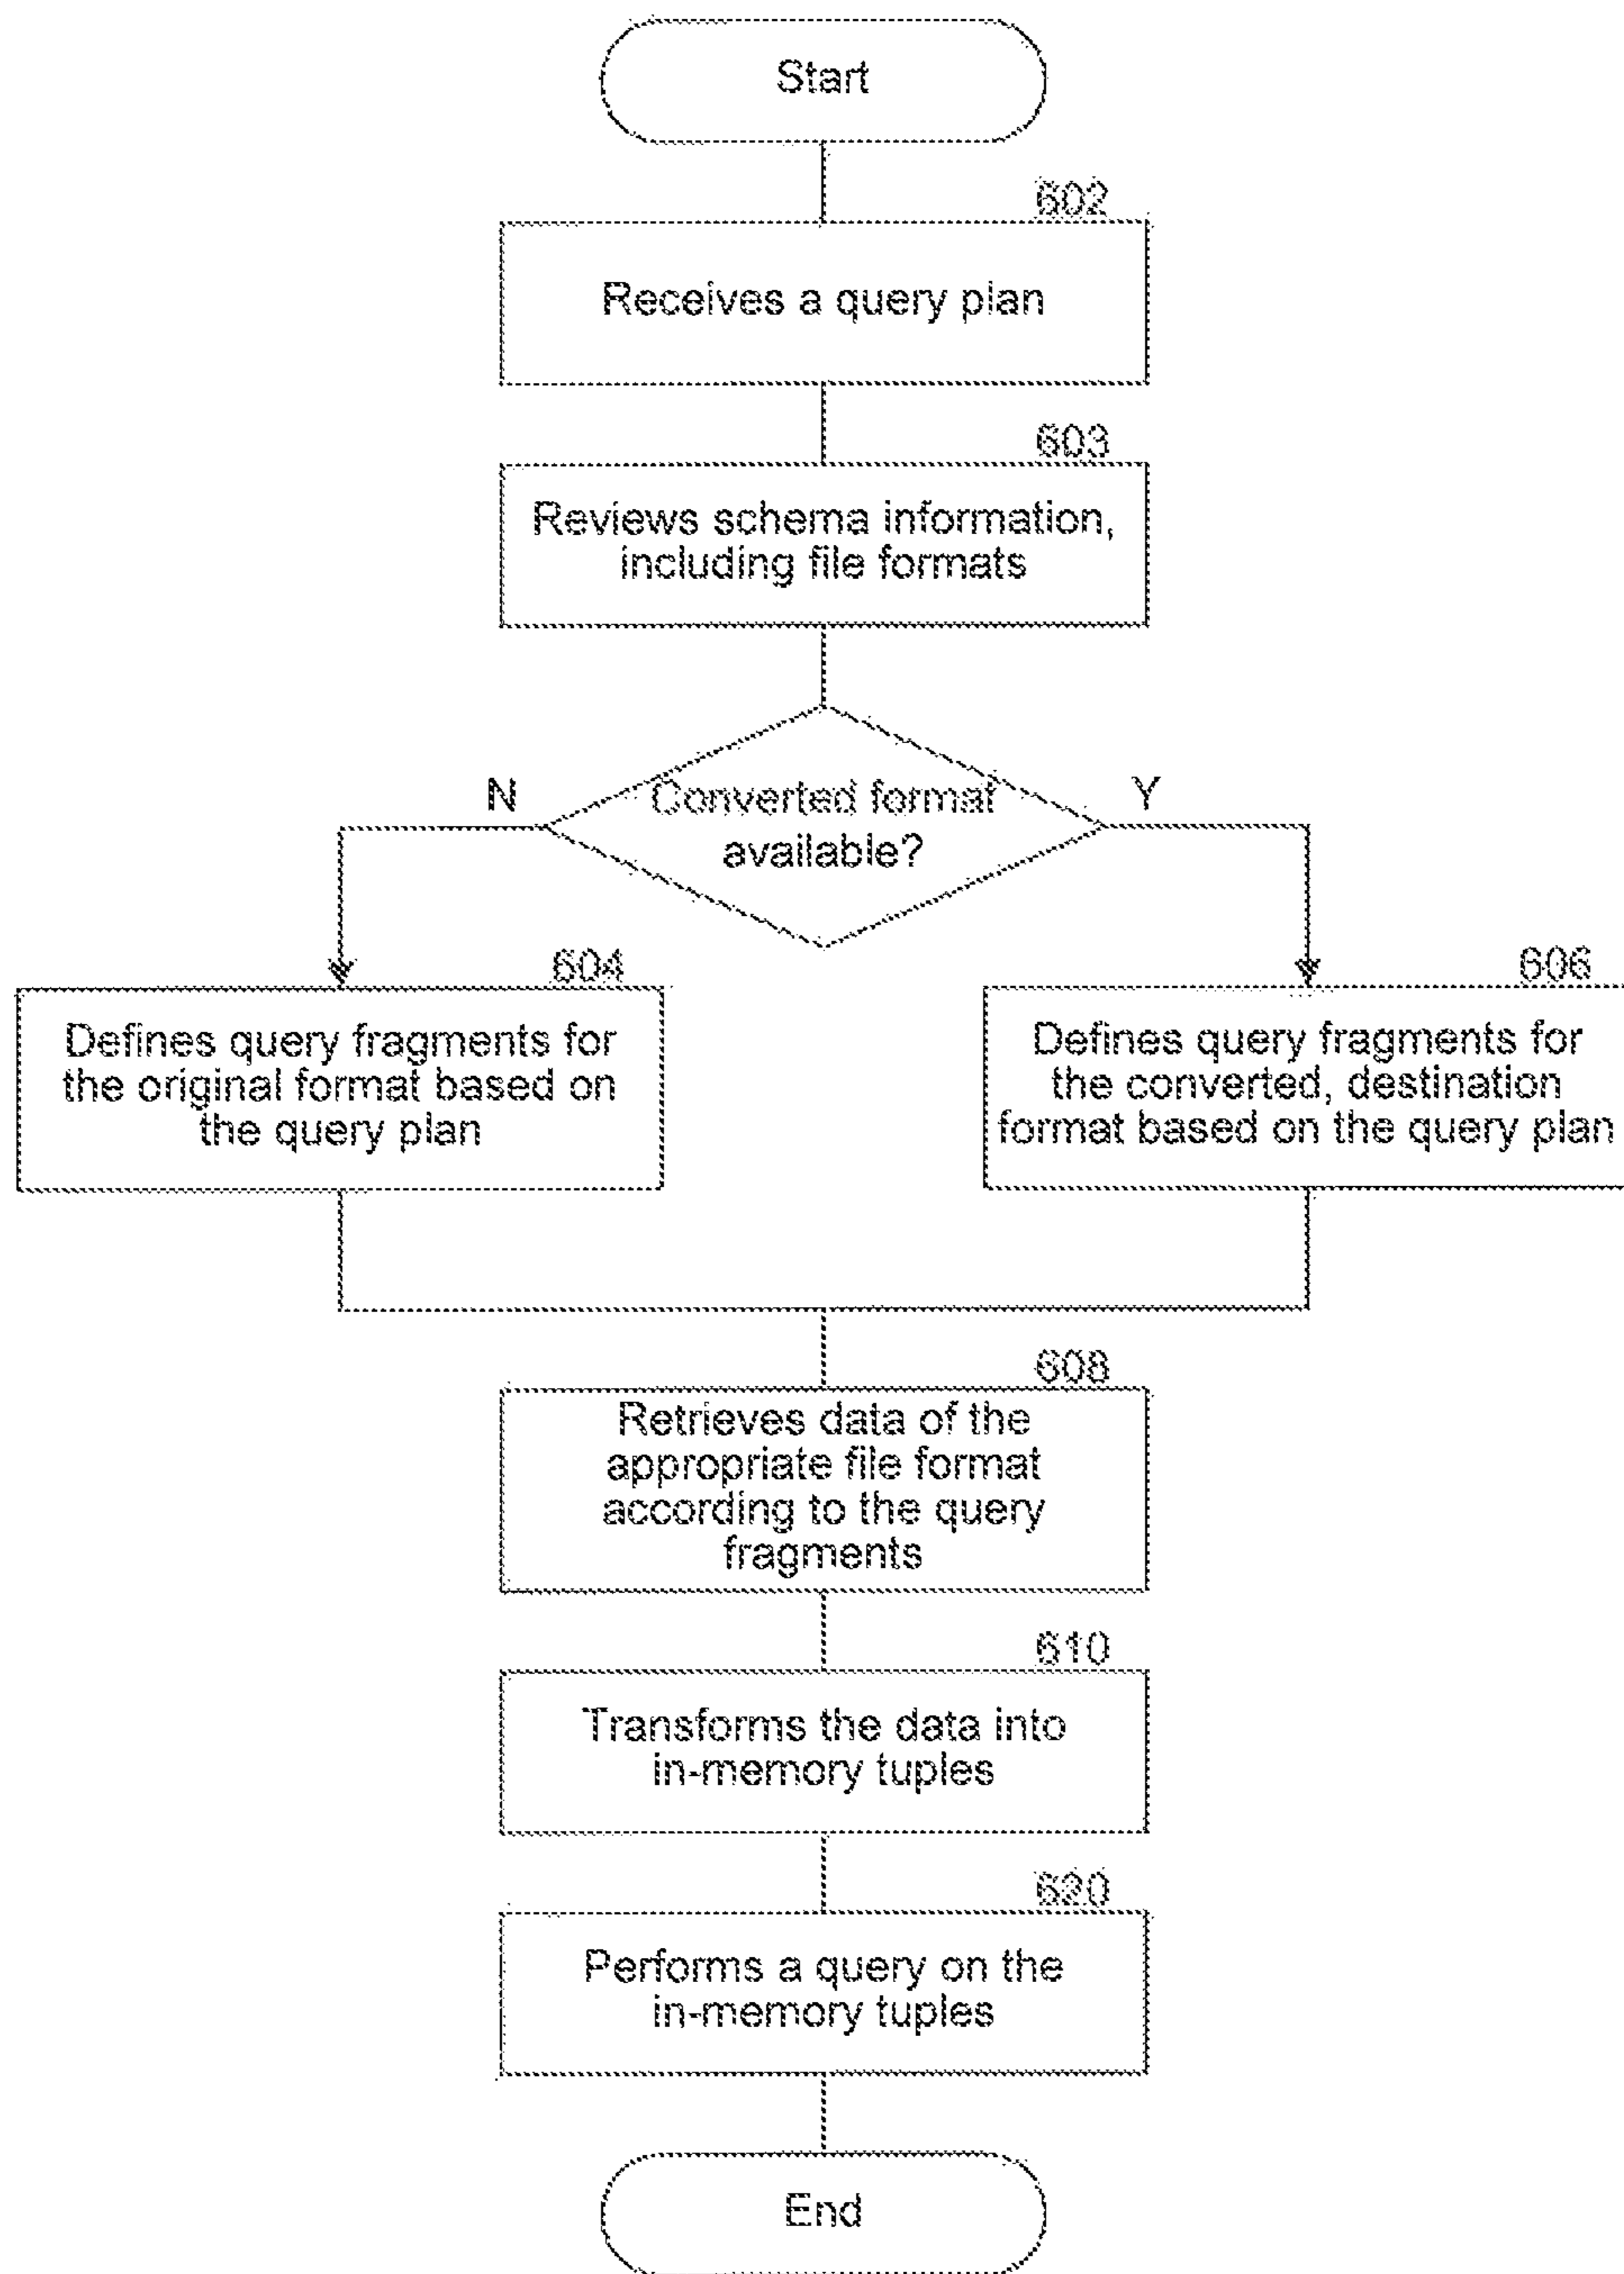 Start
602
Receives a query plan
603
Reviews schema information,
including file formats
Converted format
available?
N
Y
604
Defines query fragments for
the original format based on
the query plan
606
Defines query fragments for
the converted, destination
format based on the query plan
608
Retrieves data of the
appropriate file format
according to the query
fragments
610
Transforms the data into
in-memory tuples
620
Performs a query on the
in-memory tuples
End